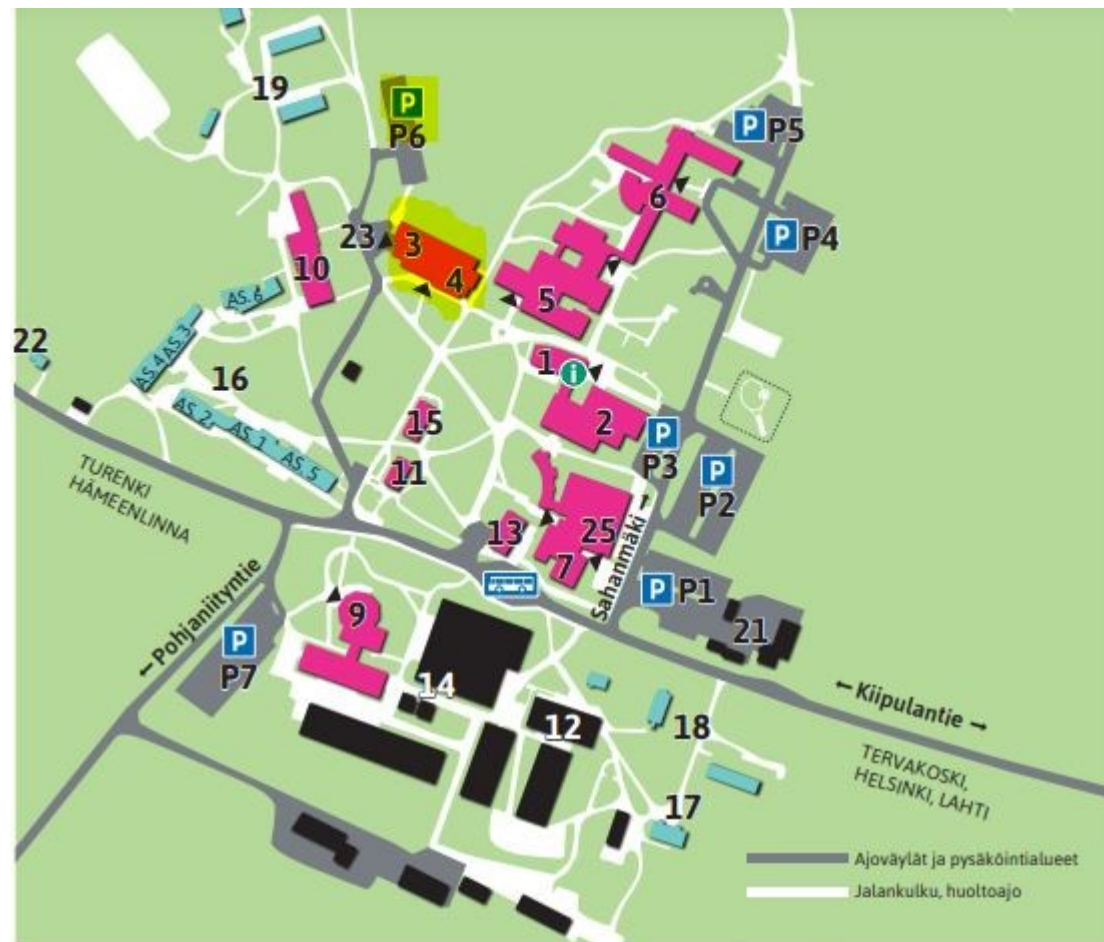 19
P
P6
P
P5
6
P
P4
23
3
4
10
5
AS. 6
22
AS. 4
AS. 3
1
i
16
AS. 2
15
2
P
P3
AS. 1
AS. 5
11
P
P2
TURENKI
HÄMEENLINNA
13
25
7
Sahanmäki →
P
P1
9
21
← Pohjaniityntie
P
P7
14
← Kiipulantie →
12
18
TERVAKOSKI,
HELSINKI, LAHTI
17
Ajoväylät ja pysäköintialueet
Jalankulku, huoltoajo